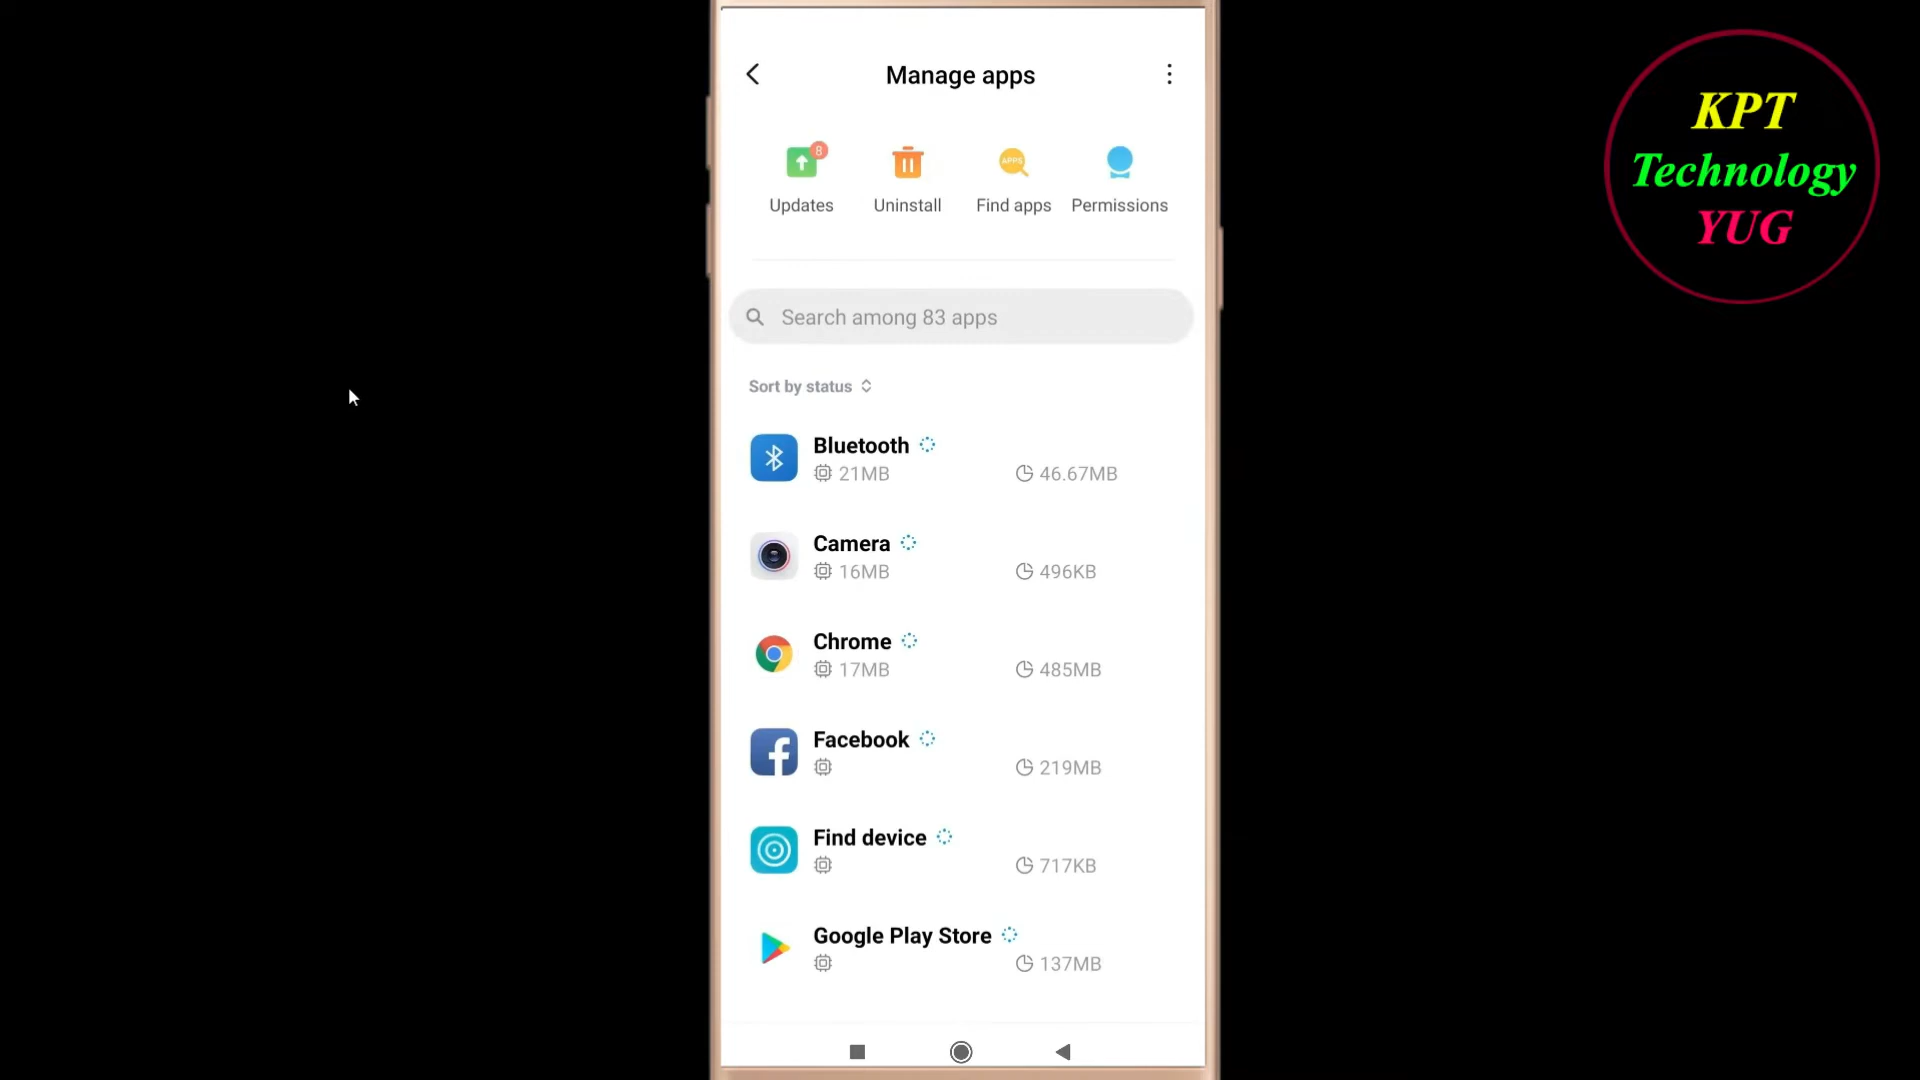 Manage apps
8
Updates
Uninstall
APPS
Find apps
Permissions
Search among 83 apps
Sort by status
Bluetooth
21MB
46.67MB
Camera
16MB
496KB
Chrome
17MB
485MB
Facebook
219MB
Find device
717KB
Google Play Store
137MB
KPT
Technology
YUG